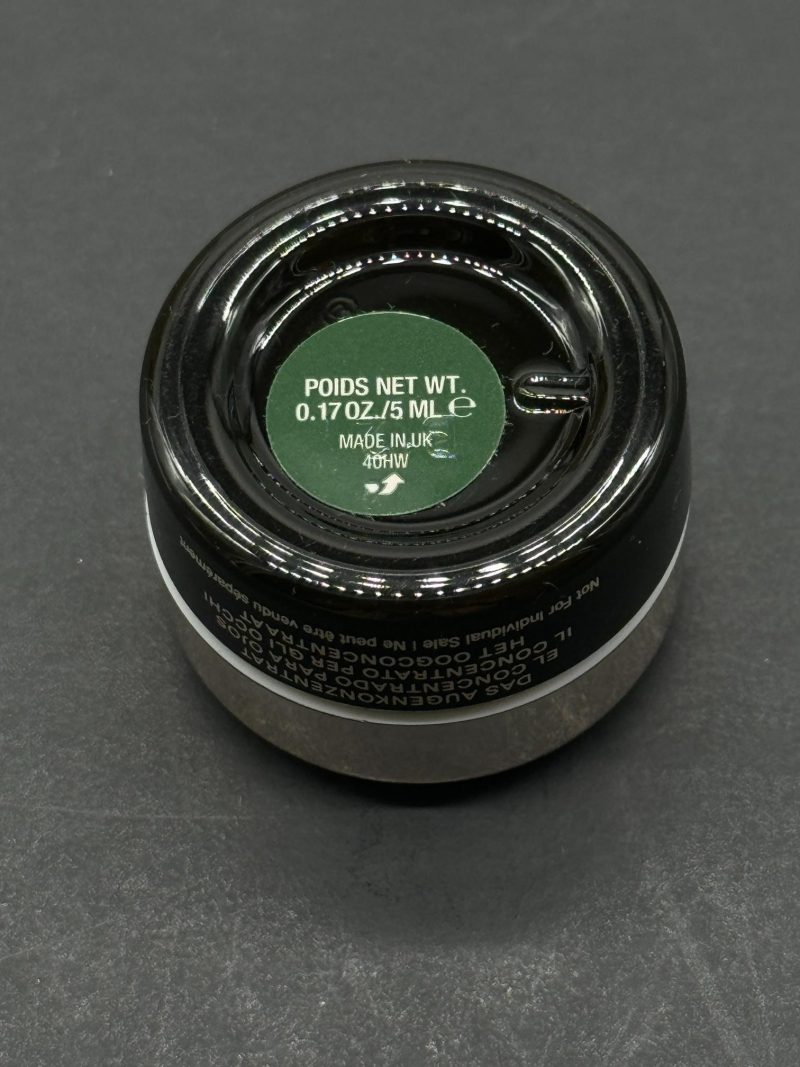 POIDS NET WT.
0.17 OZ./5 ML ℮
MADE IN UK
40HW
Not For Individual Sale | Ne peut être vendu séparément
IL CONCENTRATO PER GLI OCCHI
HET OOGCONCENTRAAT
EL CONCENTRADO PARA OJOS
DAS AUGENKONZENTRAT